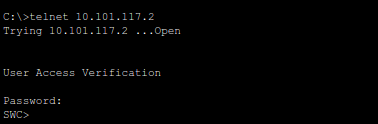 C:\>telnet 10.101.117.2
Trying 10.101.117.2 ...Open
User Access Verification
Password:
SWC>